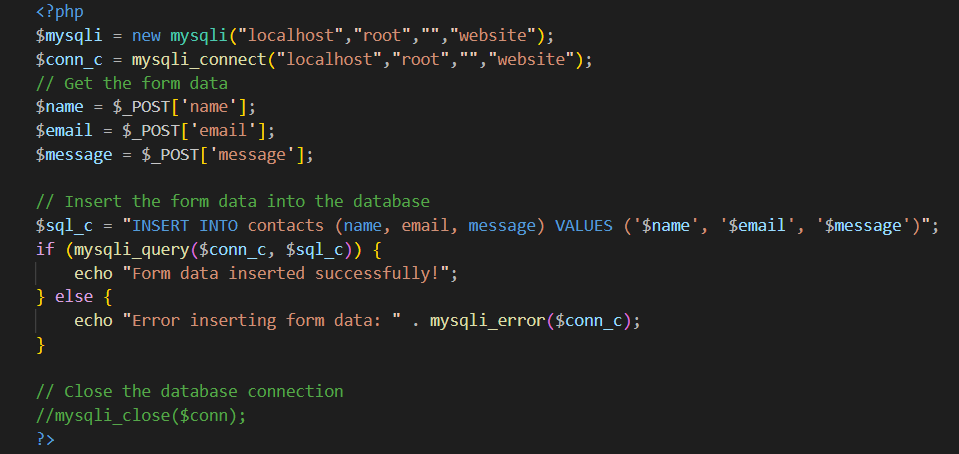 <?php
$mysqli = new mysqli("localhost","root","","website");
$conn_c = mysqli_connect("localhost","root","","website");
// Get the form data
$name = $_POST['name'];
$email = $_POST['email'];
$message = $_POST['message'];

// Insert the form data into the database
$sql_c = "INSERT INTO contacts (name, email, message) VALUES ('$name', '$email', '$message')";
if (mysqli_query($conn_c, $sql_c)) {
    echo "Form data inserted successfully!";
} else {
    echo "Error inserting form data: " . mysqli_error($conn_c);
}

// Close the database connection
//mysqli_close($conn);
?>